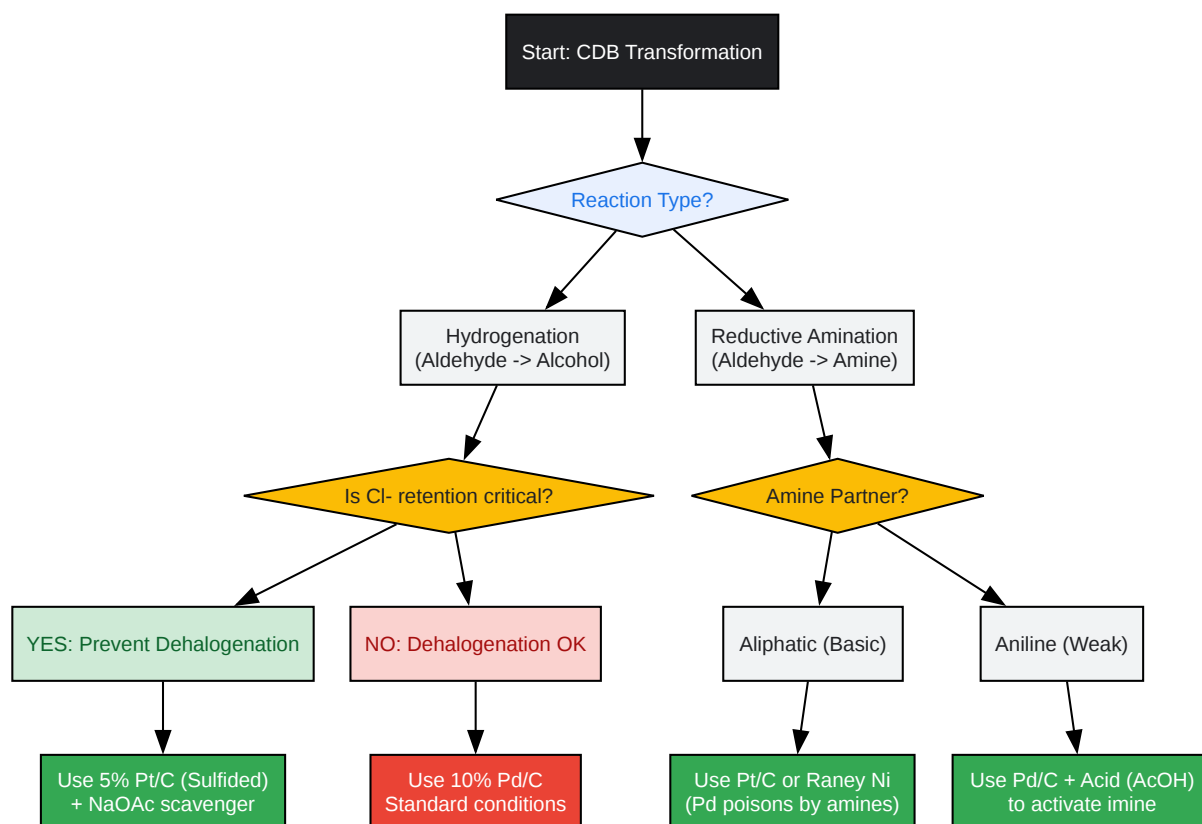 Start: CDB Transformation
Reaction Type?
Hydrogenation
(Aldehyde -> Alcohol)
Reductive Amination
(Aldehyde -> Amine)
Is Cl- retention critical?
Amine Partner?
YES: Prevent Dehalogenation
NO: Dehalogenation OK
Aliphatic (Basic)
Aniline (Weak)
Use 5% Pt/C (Sulfided)
+ NaOAc scavenger
Use 10% Pd/C
Standard conditions
Use Pt/C or Raney Ni
(Pd poisons by amines)
Use Pd/C + Acid (AcOH)
to activate imine